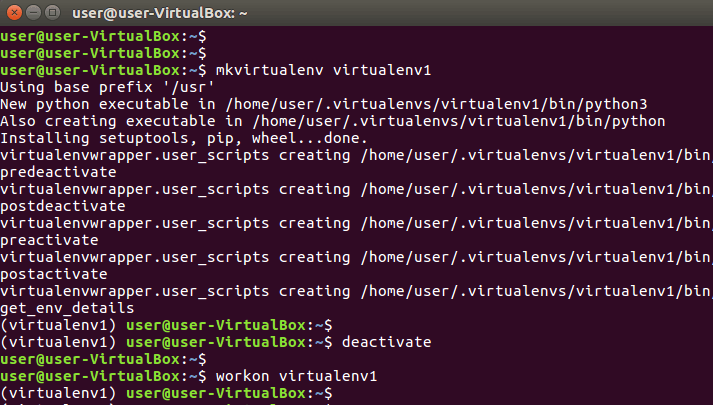 user@user-VirtualBox: ~
user@user-VirtualBox:~$
user@user-VirtualBox:~$
user@user-VirtualBox:~$ mkvirtualenv virtualenv1
Using base prefix '/usr'
New python executable in /home/user/.virtualenvs/virtualenv1/bin/python3
Also creating executable in /home/user/.virtualenvs/virtualenv1/bin/python
Installing setuptools, pip, wheel...done.
virtualenvwrapper.user_scripts creating /home/user/.virtualenvs/virtualenv1/bin/
predeactivate
virtualenvwrapper.user_scripts creating /home/user/.virtualenvs/virtualenv1/bin/
postdeactivate
virtualenvwrapper.user_scripts creating /home/user/.virtualenvs/virtualenv1/bin/
preactivate
virtualenvwrapper.user_scripts creating /home/user/.virtualenvs/virtualenv1/bin/
postactivate
virtualenvwrapper.user_scripts creating /home/user/.virtualenvs/virtualenv1/bin/
get_env_details
(virtualenv1) user@user-VirtualBox:~$
(virtualenv1) user@user-VirtualBox:~$ deactivate
user@user-VirtualBox:~$
user@user-VirtualBox:~$ workon virtualenv1
(virtualenv1) user@user-VirtualBox:~$